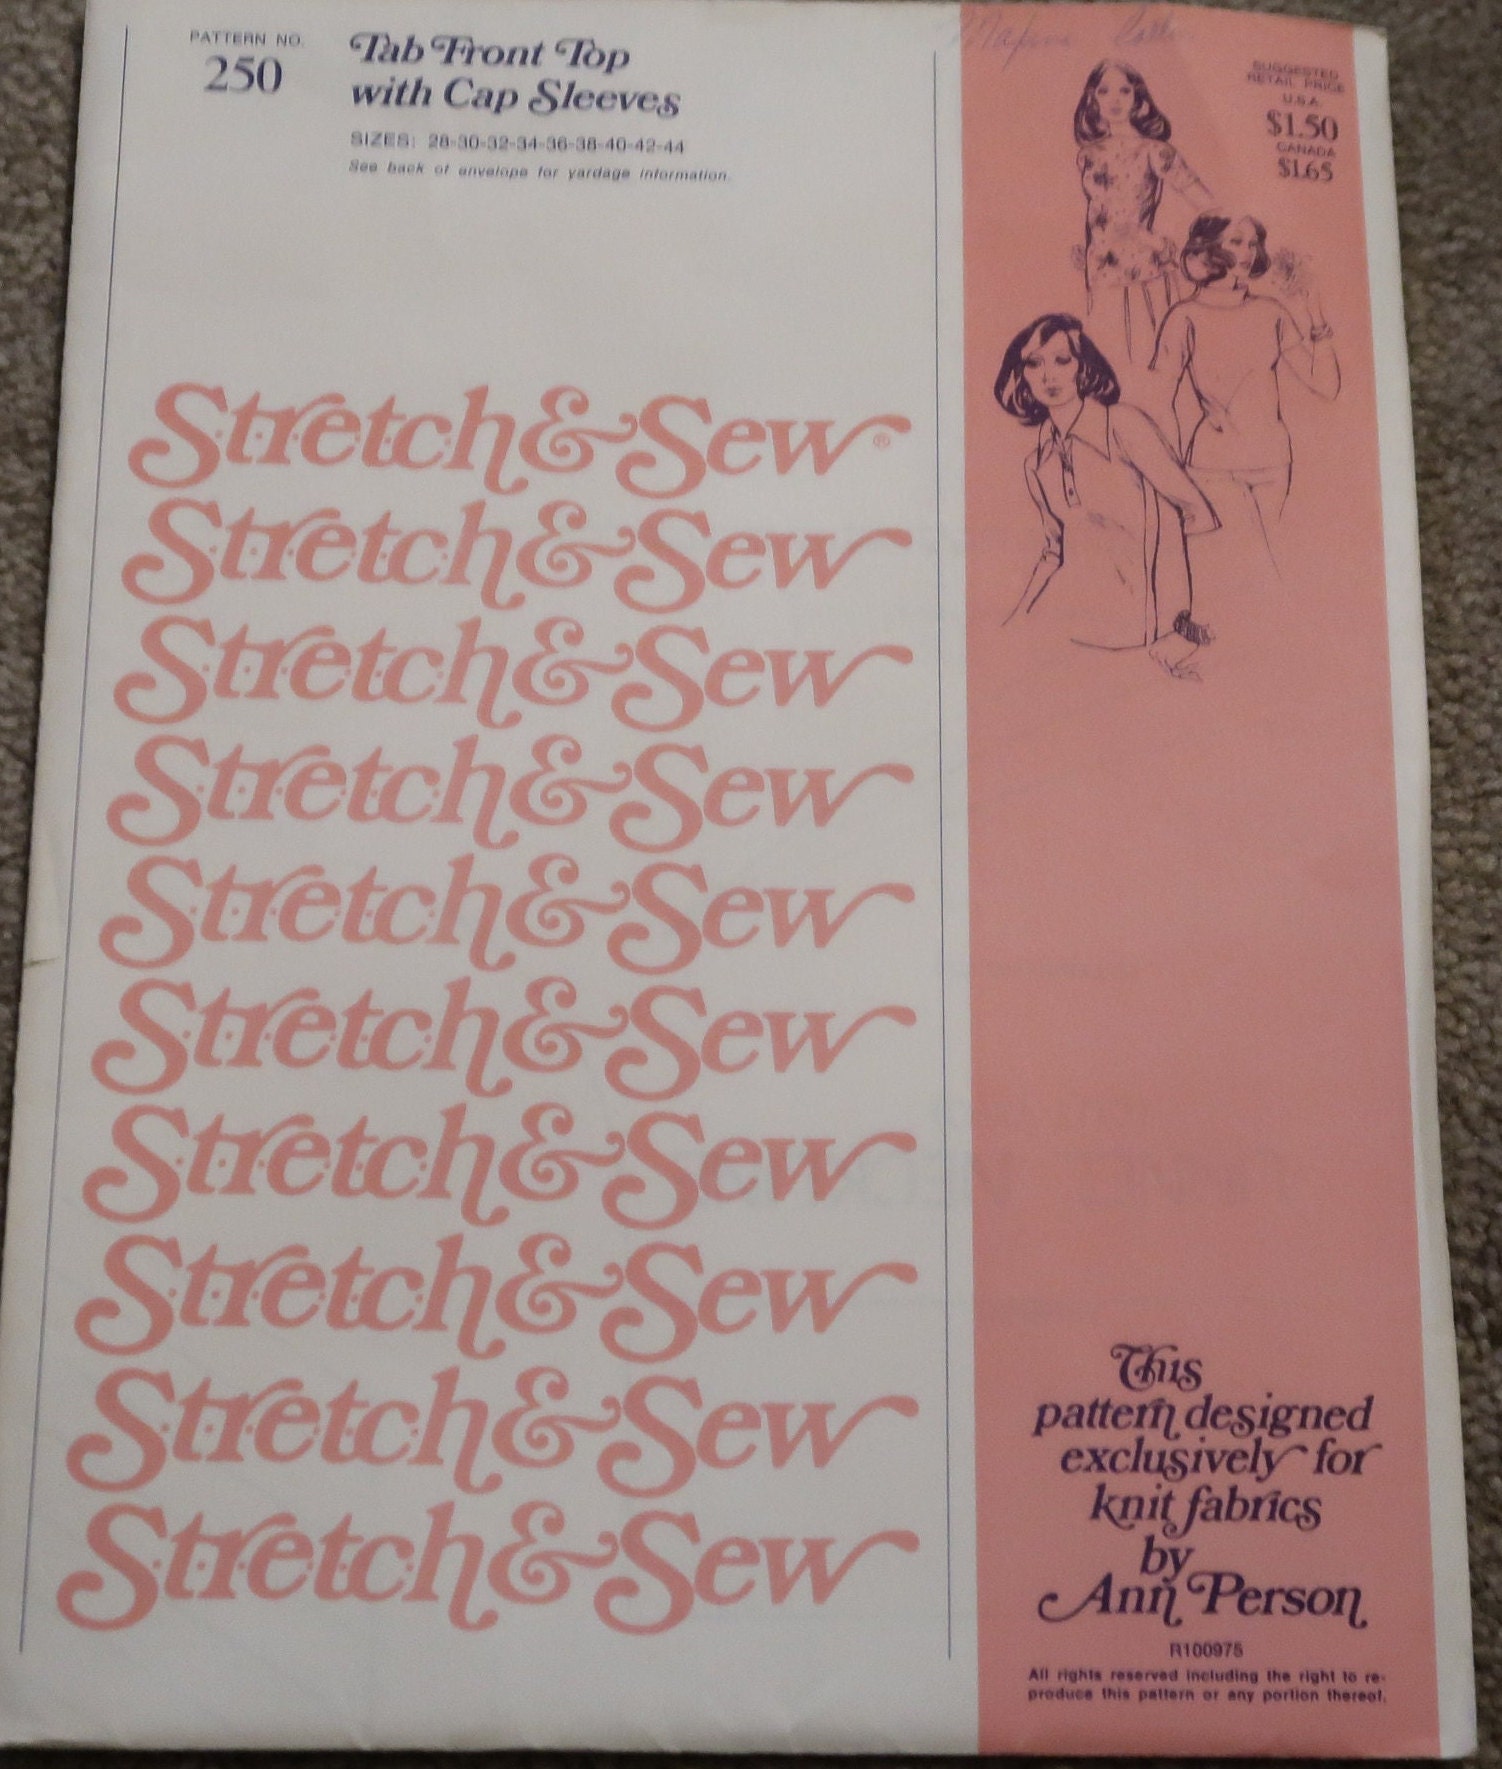 PATTERN NO.
250
Tab Front Top
with Cap Sleeves
SIZES: 28-30-32-34-36-38-40-42-44
See back of envelope for yardage information.
SUGGESTED
RETAIL PRICE
U.S.A.
$1.50
CANADA
$1.65
Stretch & Sew®
Stretch & Sew
Stretch & Sew
Stretch & Sew
Stretch & Sew
Stretch & Sew
Stretch & Sew
Stretch & Sew
Stretch & Sew
Stretch & Sew
This
pattern designed
exclusively for
knit fabrics
by
Ann Person
R100975
All rights reserved including the right to re-
produce this pattern or any portion thereof.